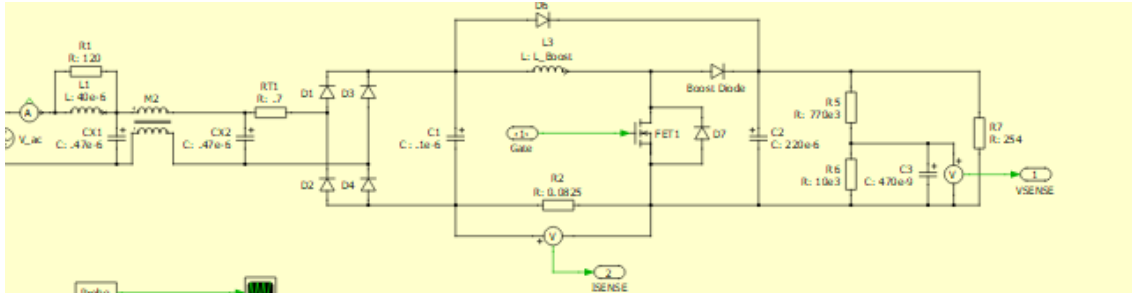 D6
R1
R: 120
L1
L: 40e-6
M2
RT1
R: .7
D1
D3
L3
L: L_Boost
Boost Diode
A
V_ac
CX1
C: .47e-6
CX2
C: .47e-6
C1
C: .1e-6
<1>
Gate
FET1
D7
C2
C: 220e-6
R5
R: 770e3
R6
R: 10e3
C3
C: 470e-9
V
R7
R: 254
1
VSENSE
D2
D4
R2
R: 0.0825
V
2
ISENSE
Probe